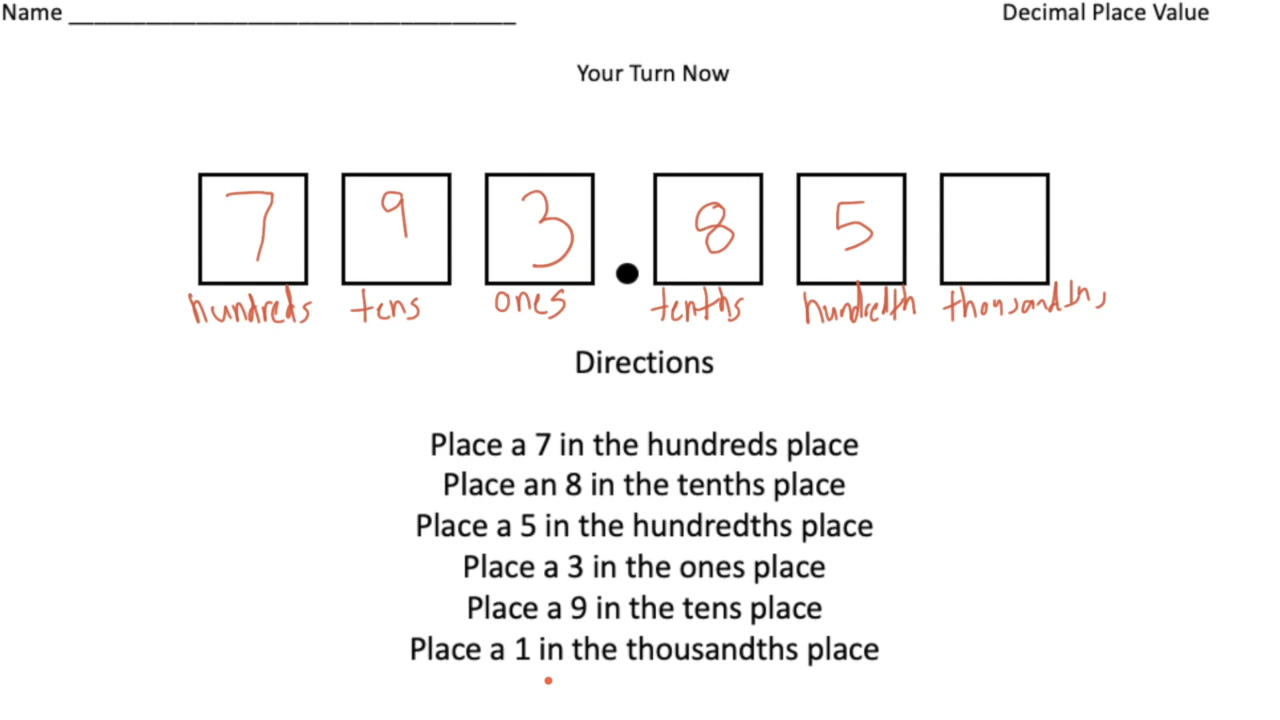 Name ____________________________________ Decimal Place Value
Your Turn Now
7 9 3 . 8 5
hundreds tens ones tenths hundredth thousandths
Directions
Place a 7 in the hundreds place
Place an 8 in the tenths place
Place a 5 in the hundredths place
Place a 3 in the ones place
Place a 9 in the tens place
Place a 1 in the thousandths place